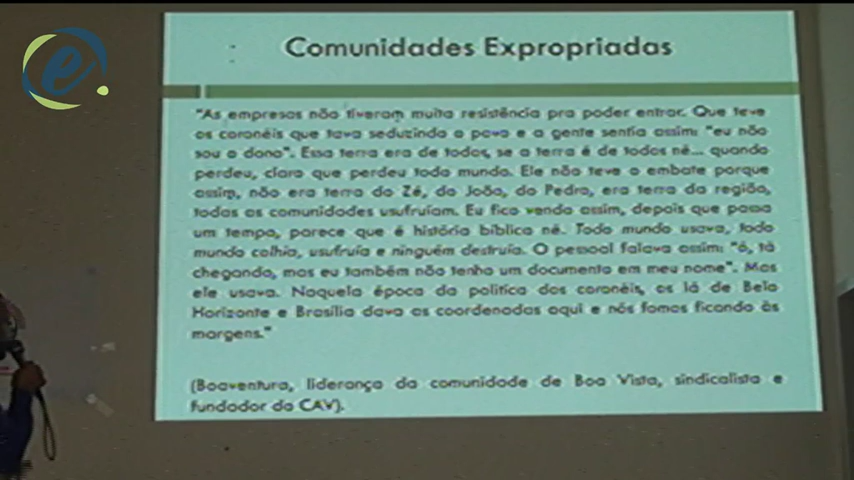 e
Comunidades Expropriadas
"As empresas não tiveram muita resistência pra poder entrar. Que teve
os coronéis que tava seduzindo o povo e a gente sentia assim: "eu não
sou o dono". Essa terra era de todos, se a terra é de todos né... quando
perdeu, claro que perdeu todo mundo. Ele não teve o embate porque
assim, não era terra do Zé, do João, do Pedro, era terra da região,
todas as comunidades usufruíam. Eu fico vendo assim, depois que passa
um tempo, parece que é história bíblica né. Todo mundo usava, todo
mundo colhia, usufruía e ninguém destruía. O pessoal falava assim: "ó, tá
chegando, mas eu também não tenho um documento em meu nome". Mas
ele usava. Naquela época da política dos coronéis, os lá de Belo
Horizonte e Brasília dava as coordenadas aqui e nós fomos ficando às
margens."
(Boaventura, liderança da comunidade de Boa Vista, sindicalista e
fundador da CAV).